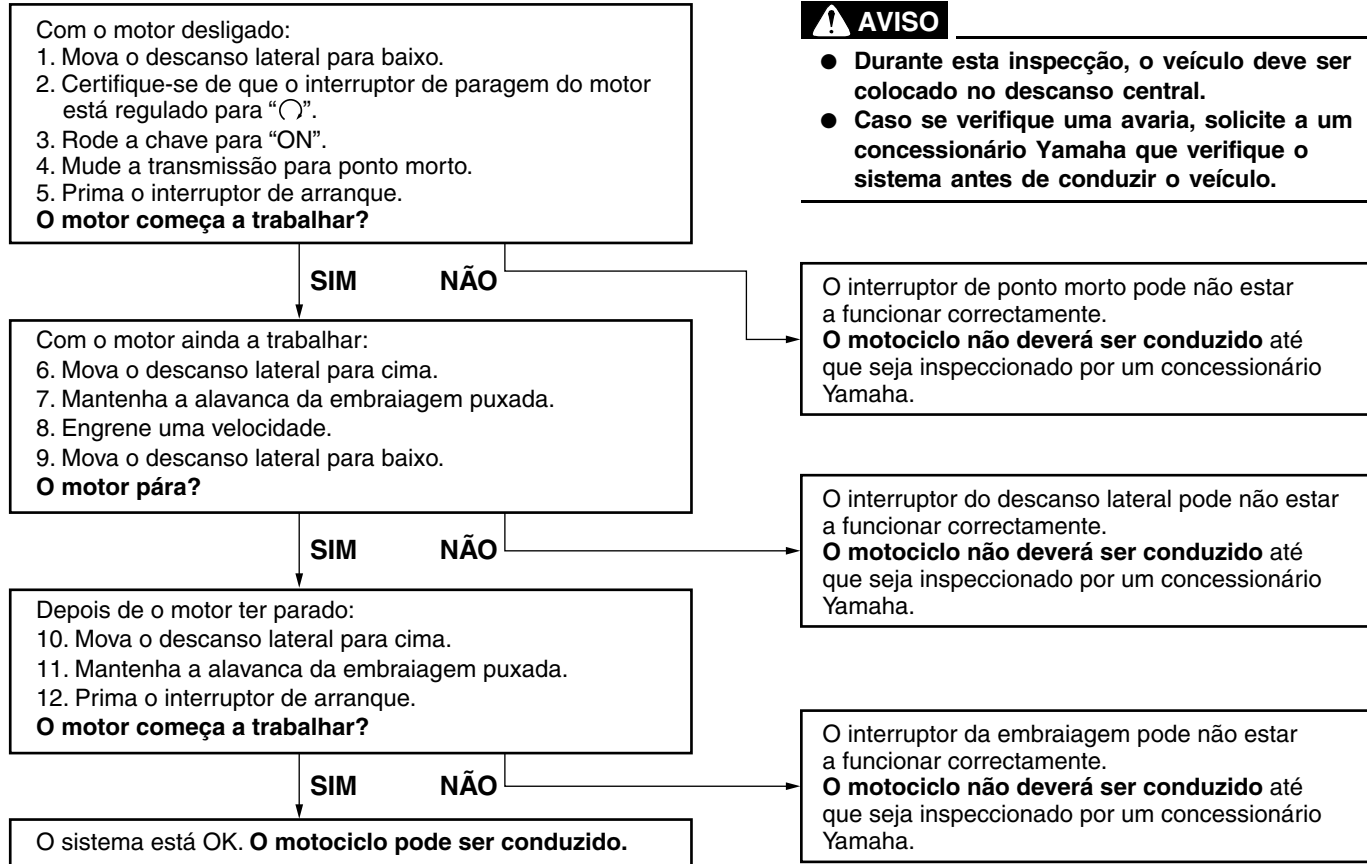 Com o motor desligado:
1. Mova o descanso lateral para baixo.
2. Certifique-se de que o interruptor de paragem do motor
está regulado para “ ”.
3. Rode a chave para “ON”.
4. Mude a transmissão para ponto morto.
5. Prima o interruptor de arranque.
O motor começa a trabalhar?
AVISO
● Durante esta inspecção, o veículo deve ser
colocado no descanso central.
● Caso se verifique uma avaria, solicite a um
concessionário Yamaha que verifique o
sistema antes de conduzir o veículo.
SIM NÃO
O interruptor de ponto morto pode não estar
a funcionar correctamente.
O motociclo não deverá ser conduzido até
que seja inspeccionado por um concessionário
Yamaha.
Com o motor ainda a trabalhar:
6. Mova o descanso lateral para cima.
7. Mantenha a alavanca da embraiagem puxada.
8. Engrene uma velocidade.
9. Mova o descanso lateral para baixo.
O motor pára?
SIM NÃO
O interruptor do descanso lateral pode não estar
a funcionar correctamente.
O motociclo não deverá ser conduzido até
que seja inspeccionado por um concessionário
Yamaha.
Depois de o motor ter parado:
10. Mova o descanso lateral para cima.
11. Mantenha a alavanca da embraiagem puxada.
12. Prima o interruptor de arranque.
O motor começa a trabalhar?
SIM NÃO
O interruptor da embraiagem pode não estar
a funcionar correctamente.
O motociclo não deverá ser conduzido até
que seja inspeccionado por um concessionário
Yamaha.
O sistema está OK. O motociclo pode ser conduzido.